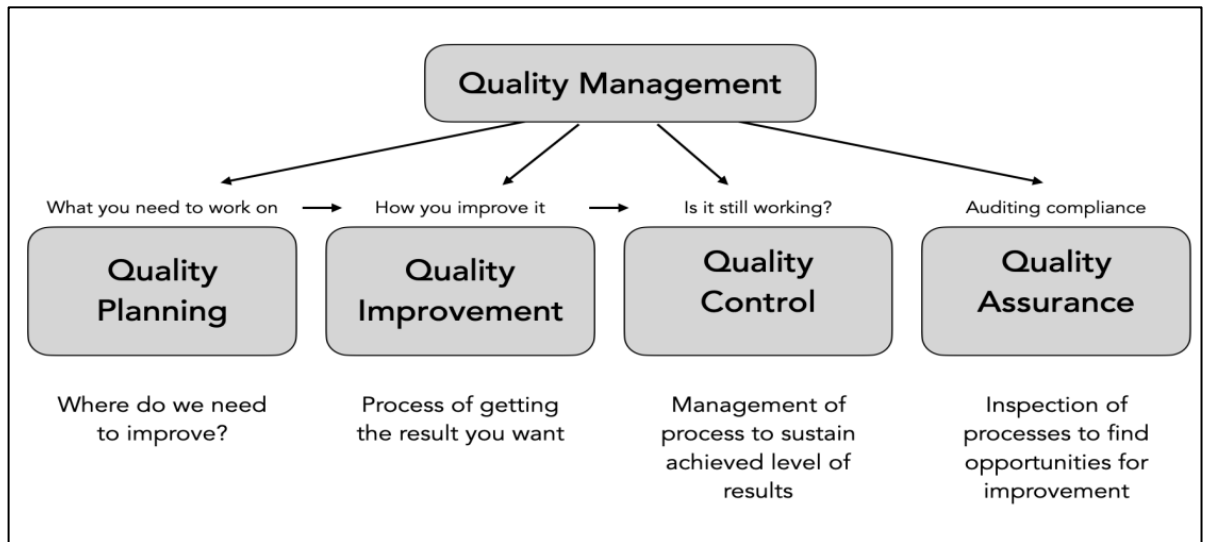 Quality Management
What you need to work on
How you improve it
Is it still working?
Auditing compliance
Quality
Planning
Quality
Improvement
Quality
Control
Quality
Assurance
Where do we need
to improve?
Process of getting
the result you want
Management of
process to sustain
achieved level of
results
Inspection of
processes to find
opportunities for
improvement